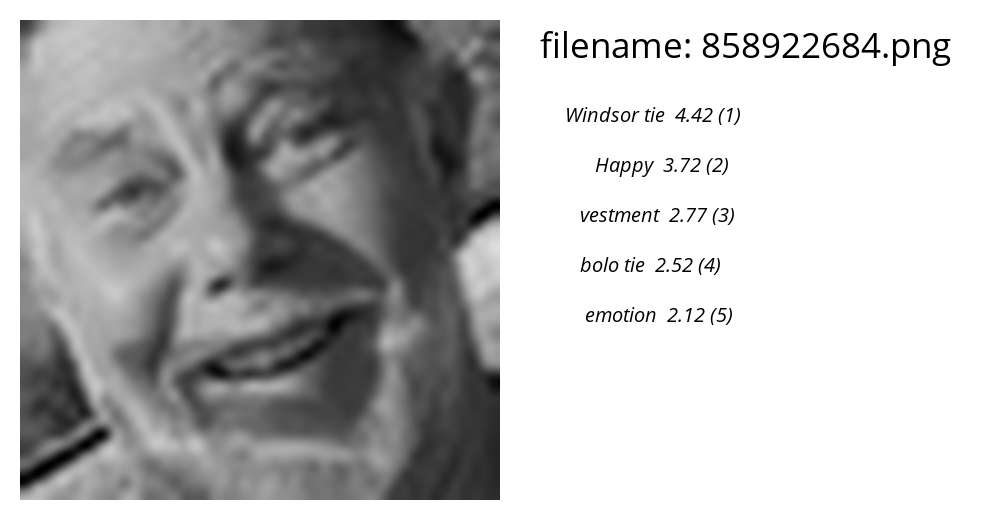 filename: 858922684.png
Windsor tie 4.42 (1)
Happy 3.72 (2)
vestment 2.77 (3)
bolo tie 2.52 (4)
emotion 2.12 (5)